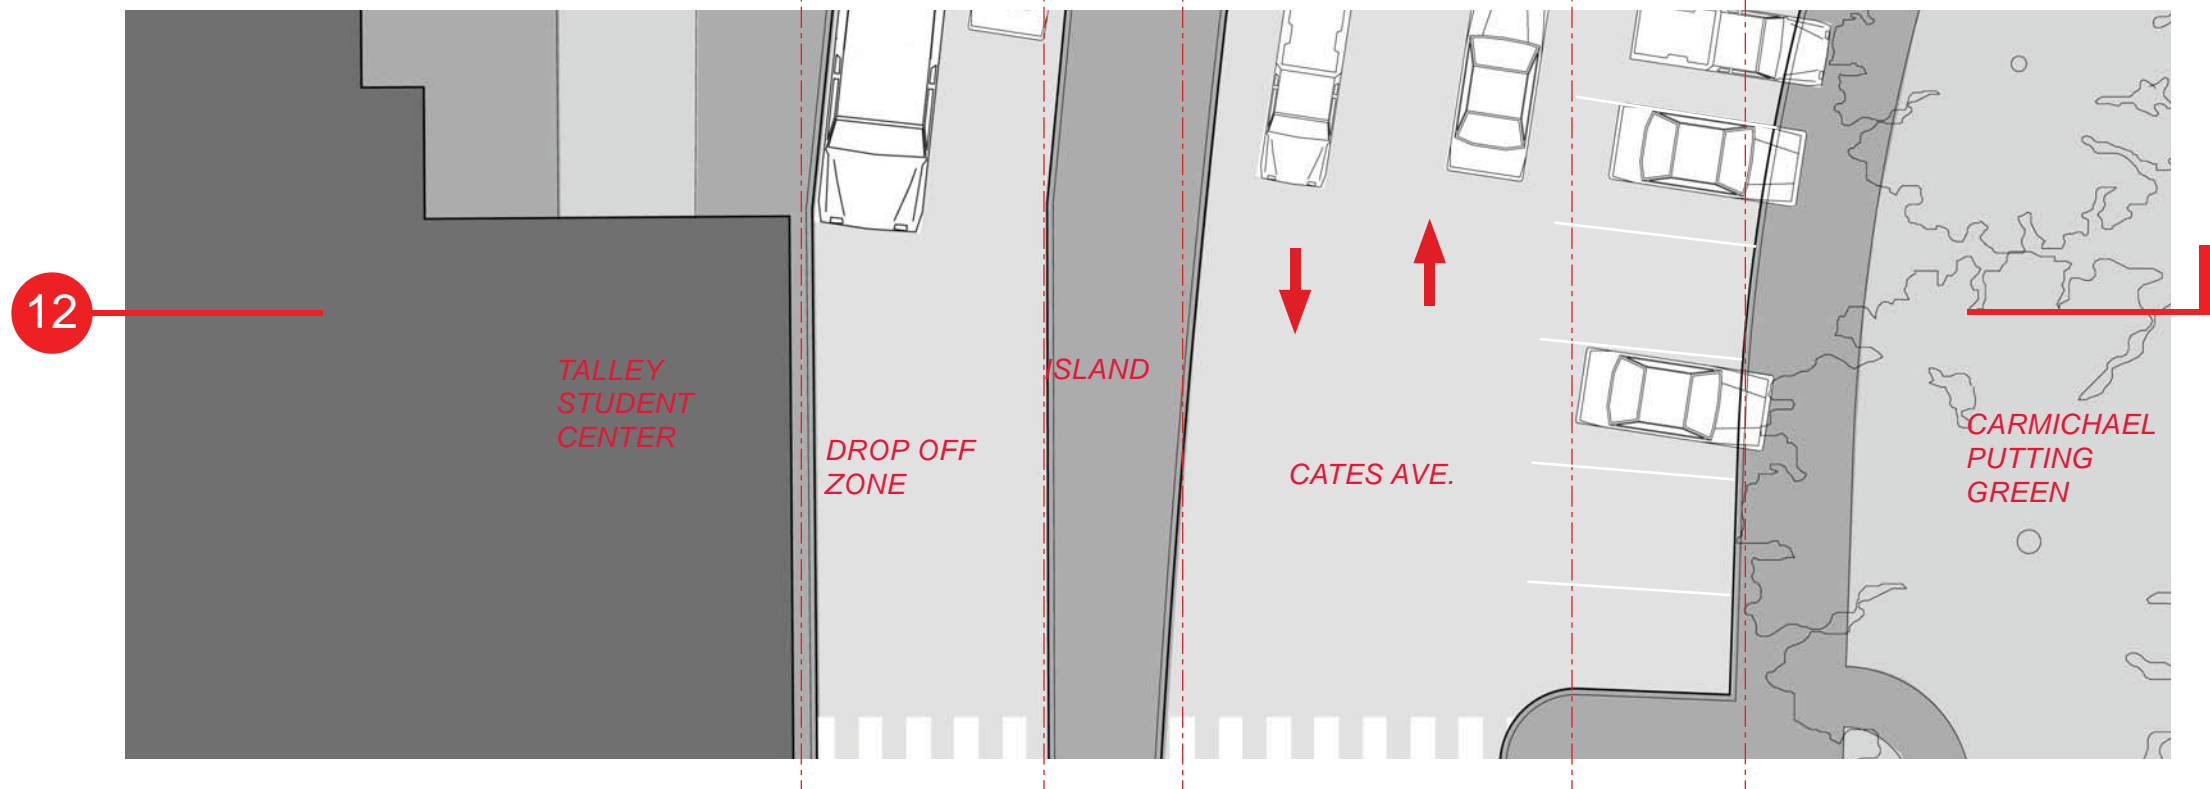 12
TALLEY
STUDENT
CENTER
DROP OFF
ZONE
ISLAND
CATES AVE.
CARMICHAEL
PUTTING
GREEN